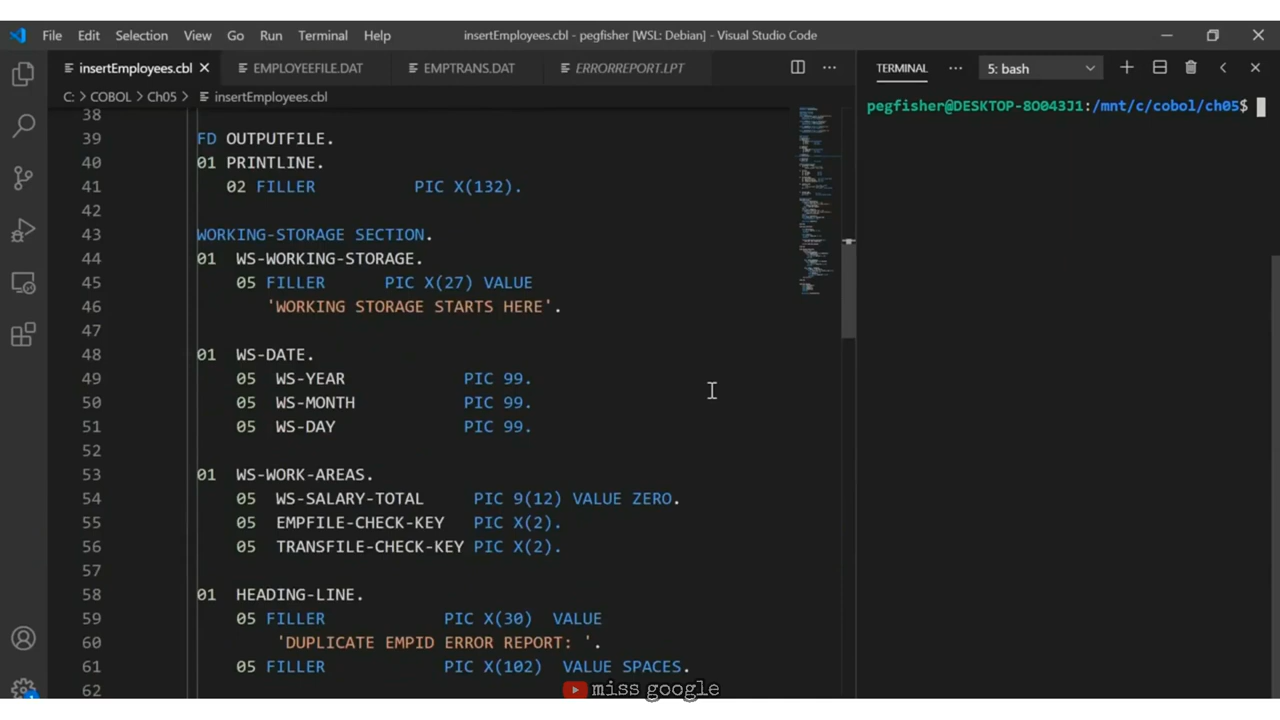 File Edit Selection View Go Run Terminal Help insertEmployees.cbl - pegfisher [WSL: Debian] - Visual Studio Code
insertEmployees.cbl EMPLOYEEFILE.DAT EMPTRANS.DAT ERRORREPORT.LPT
C: > COBOL > Ch05 > insertEmployees.cbl
38
39 FD OUTPUTFILE.
40 01 PRINTLINE.
41 02 FILLER PIC X(132).
42
43 WORKING-STORAGE SECTION.
44 01 WS-WORKING-STORAGE.
45 05 FILLER PIC X(27) VALUE
46 'WORKING STORAGE STARTS HERE'.
47
48 01 WS-DATE.
49 05 WS-YEAR PIC 99.
50 05 WS-MONTH PIC 99.
51 05 WS-DAY PIC 99.
52
53 01 WS-WORK-AREAS.
54 05 WS-SALARY-TOTAL PIC 9(12) VALUE ZERO.
55 05 EMPFILE-CHECK-KEY PIC X(2).
56 05 TRANSFILE-CHECK-KEY PIC X(2).
57
58 01 HEADING-LINE.
59 05 FILLER PIC X(30) VALUE
60 'DUPLICATE EMPID ERROR REPORT: '.
61 05 FILLER PIC X(102) VALUE SPACES.
62
TERMINAL 5: bash
pegfisher@DESKTOP-8O043J1:/mnt/c/cobol/ch05$
miss google